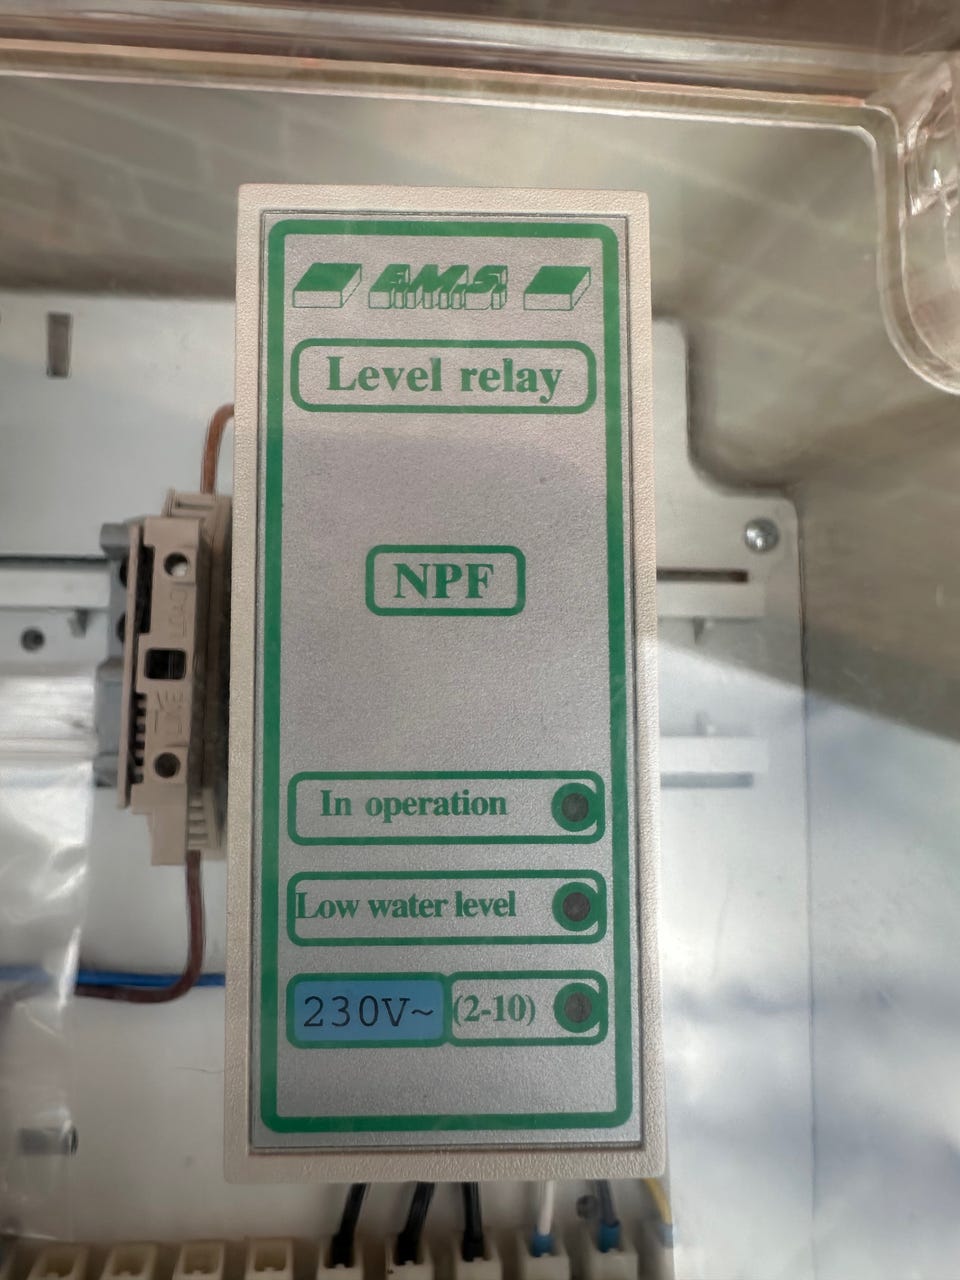 Level relay
NPF
In operation
Low water level
230V~ (2-10)